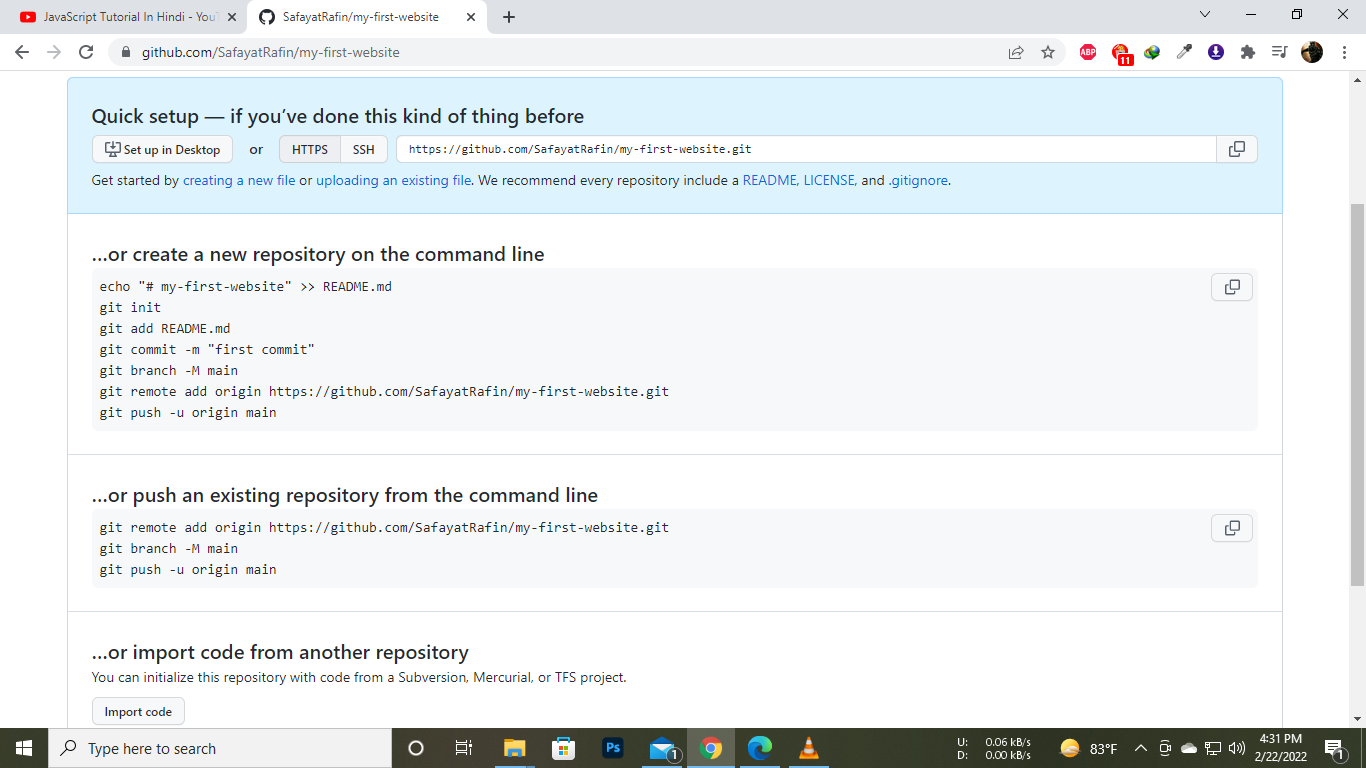 JavaScript Tutorial In Hindi - YouT
SafayatRafin/my-first-website
github.com/SafayatRafin/my-first-website
ABP
11
Quick setup — if you’ve done this kind of thing before
Set up in Desktop or HTTPS SSH https://github.com/SafayatRafin/my-first-website.git
Get started by creating a new file or uploading an existing file. We recommend every repository include a README, LICENSE, and .gitignore.
…or create a new repository on the command line
echo "# my-first-website" >> README.md
git init
git add README.md
git commit -m "first commit"
git branch -M main
git remote add origin https://github.com/SafayatRafin/my-first-website.git
git push -u origin main
…or push an existing repository from the command line
git remote add origin https://github.com/SafayatRafin/my-first-website.git
git branch -M main
git push -u origin main
…or import code from another repository
You can initialize this repository with code from a Subversion, Mercurial, or TFS project.
Import code
Type here to search
Ps
1
U: 0.06 kB/s
D: 0.00 kB/s
83°F
4:31 PM
2/22/2022
1